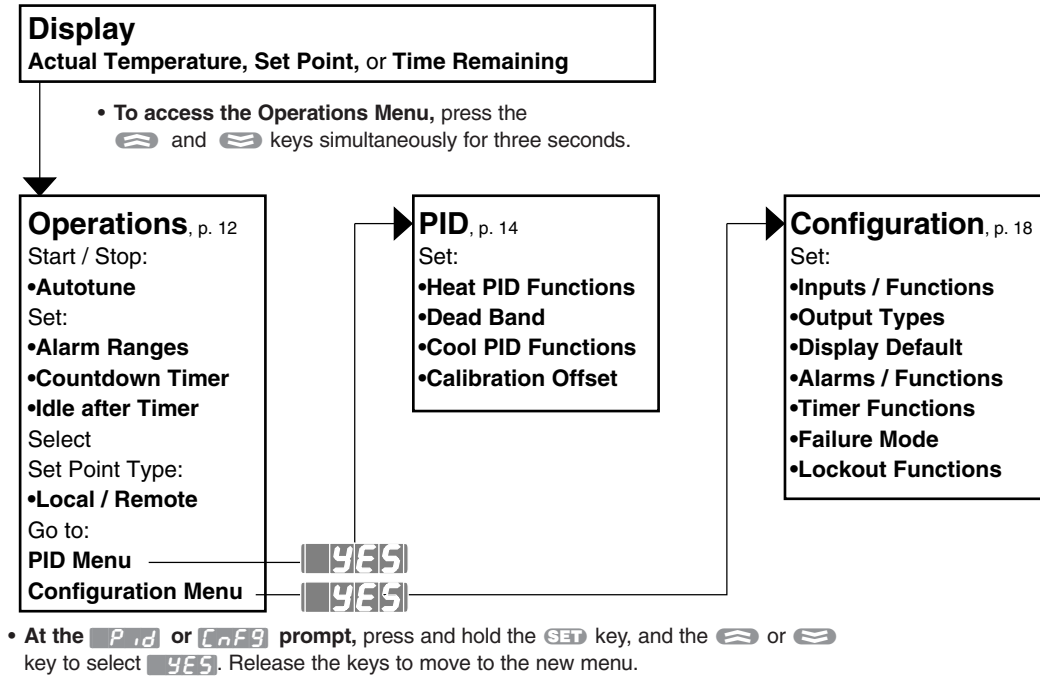 Display
Actual Temperature, Set Point, or Time Remaining
• To access the Operations Menu, press the
and keys simultaneously for three seconds.
Operations, p. 12
Start / Stop:
•Autotune
Set:
•Alarm Ranges
•Countdown Timer
•Idle after Timer
Select
Set Point Type:
•Local / Remote
Go to:
PID Menu
YES
Configuration Menu
YES
PID, p. 14
Set:
•Heat PID Functions
•Dead Band
•Cool PID Functions
•Calibration Offset
Configuration, p. 18
Set:
•Inputs / Functions
•Output Types
•Display Default
•Alarms / Functions
•Timer Functions
•Failure Mode
•Lockout Functions
• At the Pid or CnFg prompt, press and hold the SET key, and the or
key to select YES. Release the keys to move to the new menu.